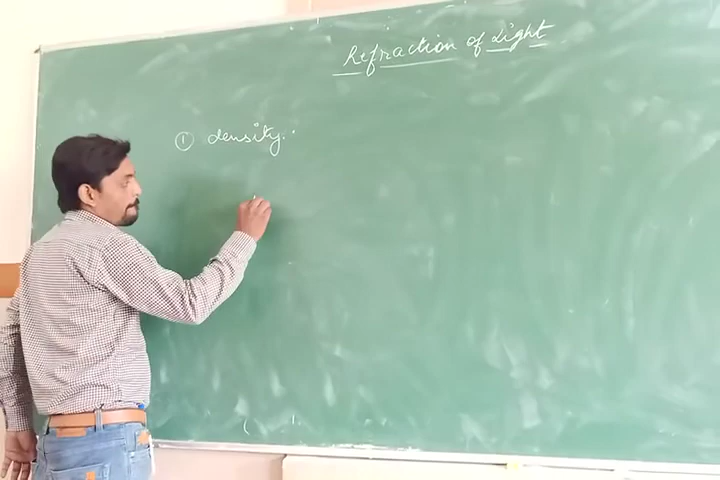 Refraction of Light
① density.